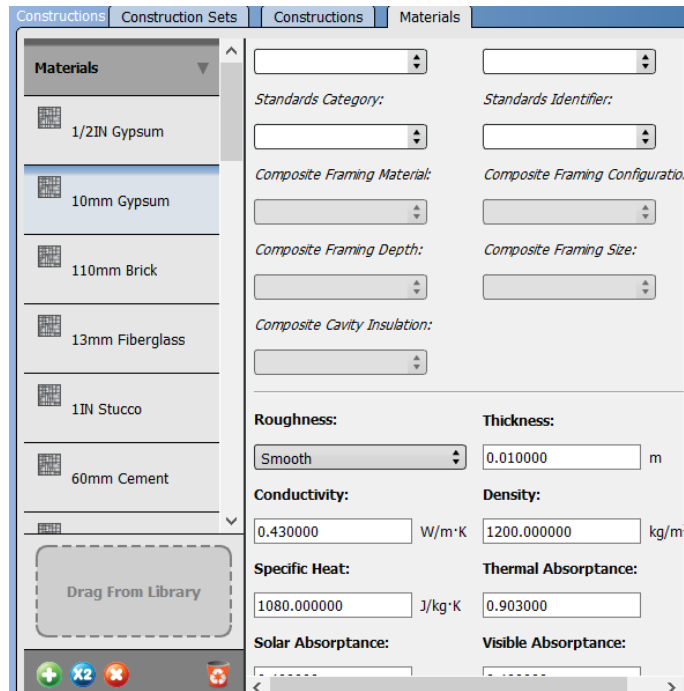 Constructions Construction Sets Constructions Materials
Materials
1/2IN Gypsum
10mm Gypsum
110mm Brick
13mm Fiberglass
1IN Stucco
60mm Cement
Drag From Library
X2
Standards Category: Standards Identifier:
Composite Framing Material: Composite Framing Configuratio
Composite Framing Depth: Composite Framing Size:
Composite Cavity Insulation:
Roughness: Thickness:
Smooth 0.010000 m
Conductivity: Density:
0.430000 W/m·K 1200.000000 kg/m
Specific Heat: Thermal Absorptance:
1080.000000 J/kg·K 0.903000
Solar Absorptance: Visible Absorptance: